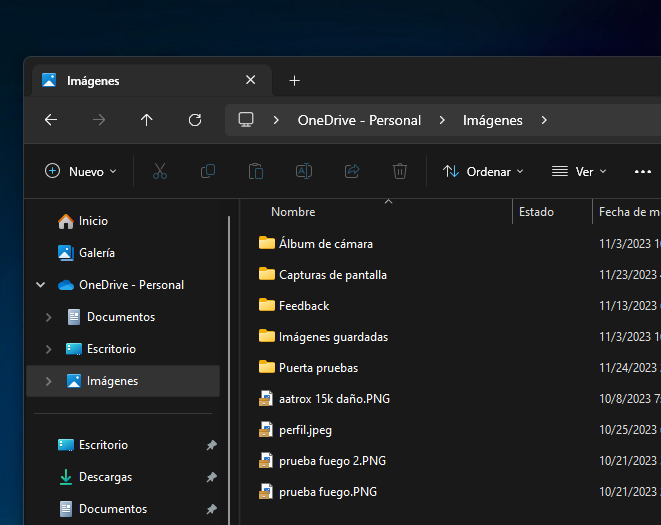 Imágenes
OneDrive - Personal Imágenes
Nuevo Ordenar Ver
Nombre Estado Fecha de m
Inicio
Galería
OneDrive - Personal
Documentos
Escritorio
Imágenes
Escritorio
Descargas
Documentos
Álbum de cámara 11/3/2023 10
Capturas de pantalla 11/23/2023
Feedback 11/13/2023
Imágenes guardadas 11/3/2023 10
Puerta pruebas 11/24/2023
aatrox 15k daño.PNG 10/8/2023 7:
perfil.jpeg 10/25/2023
prueba fuego 2.PNG 10/21/2023
prueba fuego.PNG 10/21/2023